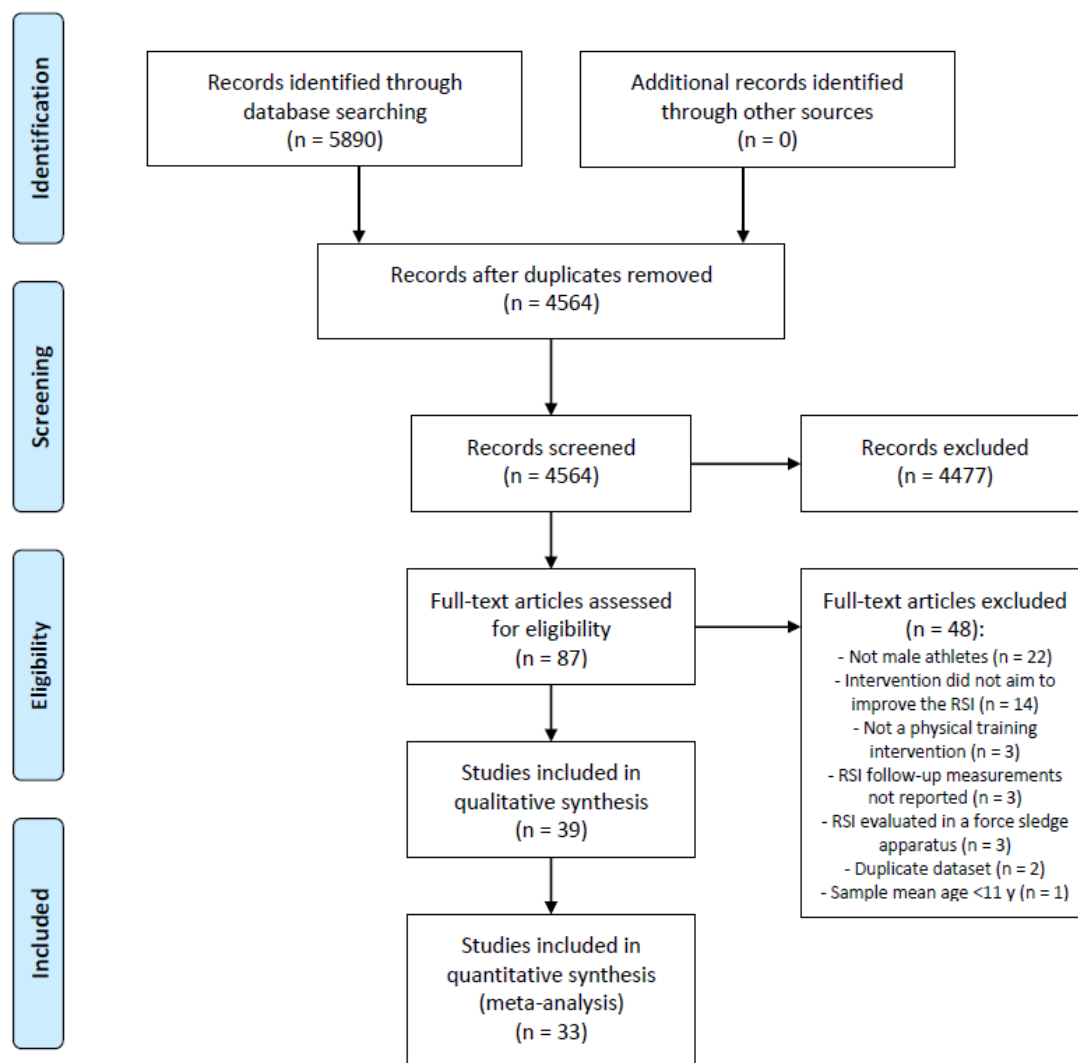 Identification
Records identified through
database searching
(n = 5890)
Additional records identified
through other sources
(n = 0)
Records after duplicates removed
(n = 4564)
Screening
Records screened
(n = 4564)
Records excluded
(n = 4477)
Eligibility
Full-text articles assessed
for eligibility
(n = 87)
Full-text articles excluded
(n = 48):
- Not male athletes (n = 22)
- Intervention did not aim to
improve the RSI (n = 14)
- Not a physical training
intervention (n = 3)
- RSI follow-up measurements
not reported (n = 3)
- RSI evaluated in a force sledge
apparatus (n = 3)
- Duplicate dataset (n = 2)
- Sample mean age <11 y (n = 1)
Studies included in
qualitative synthesis
(n = 39)
Included
Studies included in
quantitative synthesis
(meta-analysis)
(n = 33)